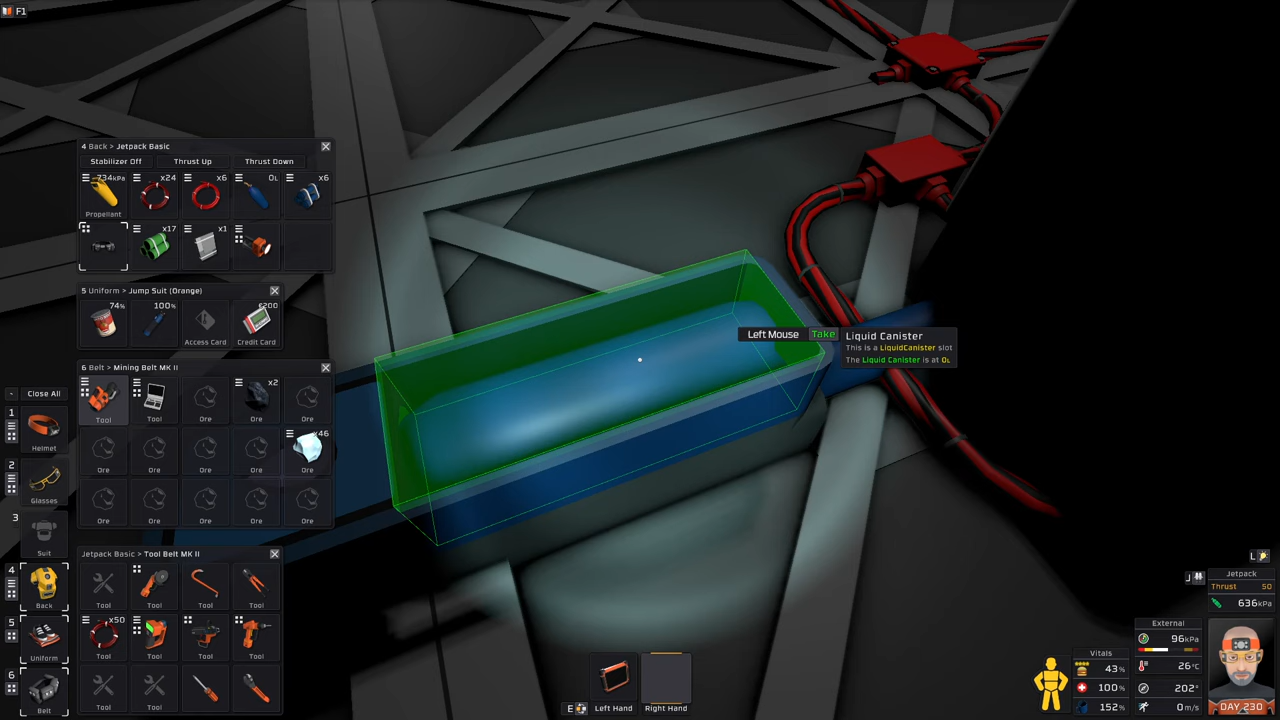 F1
4 Back > Jetpack Basic
Stabilizer Off Thrust Up Thrust Down
734kPa x24 x6 0L x6
Propellant
x17 x1
5 Uniform > Jump Suit (Orange)
74% 100% €200
Access Card Credit Card
6 Belt > Mining Belt MK II
x2
Tool Tool Ore Ore Ore
x46
Ore Ore Ore Ore Ore
Ore Ore Ore Ore Ore
Jetpack Basic > Tool Belt MK II
Tool Tool Tool Tool
x50
Tool Tool Tool Tool
Tool Tool Tool Tool
- Close All
1
Helmet
2
Glasses
3
Suit
4
Back
5
Uniform
6
Belt
Left Mouse Take Liquid Canister
This is a LiquidCanister slot
The Liquid Canister is at 0L
E Left Hand Right Hand
L
J Jetpack
Thrust 50
636kPa
External
96kPa
26°C
202°
0m/s
Vitals
43%
100%
152%
DAY 230